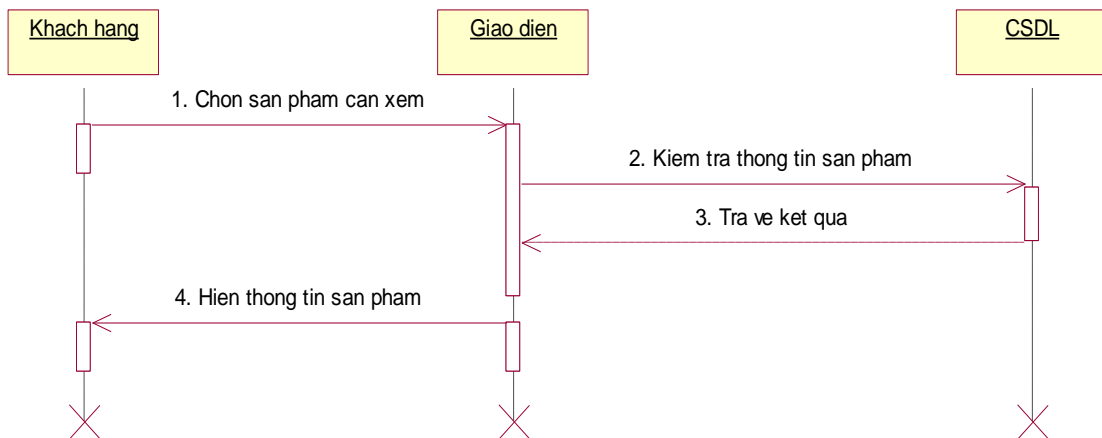 Khach hang
Giao dien
CSDL
1. Chon san pham can xem
2. Kiem tra thong tin san pham
3. Tra ve ket qua
4. Hien thong tin san pham